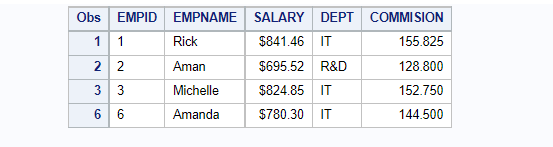 Obs EMPID EMPNAME SALARY DEPT COMMISION
1 1 Rick $841.46 IT 155.825
2 2 Aman $695.52 R&D 128.800
3 3 Michelle $824.85 IT 152.750
6 6 Amanda $780.30 IT 144.500